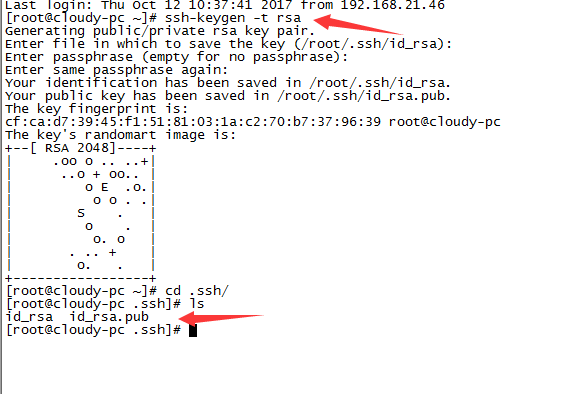 Last login: Thu Oct 12 10:37:41 2017 from 192.168.21.46
[root@cloudy-pc ~]# ssh-keygen -t rsa
Generating public/private rsa key pair.
Enter file in which to save the key (/root/.ssh/id_rsa):
Enter passphrase (empty for no passphrase):
Enter same passphrase again:
Your identification has been saved in /root/.ssh/id_rsa.
Your public key has been saved in /root/.ssh/id_rsa.pub.
The key fingerprint is:
cf:ca:d7:39:45:f1:51:81:03:1a:c2:70:b7:37:96:39 root@cloudy-pc
The key's randomart image is:
+--[ RSA 2048]----+
|     .oo o .. ..+|
|      ..o + oo.. |
|         o E  .o.|
|          o o . .|
|        S    .   |
|         o    .  |
|          o. o   |
|       . .. +    |
|        o.   .   |
+-----------------+
[root@cloudy-pc ~]# cd .ssh/
[root@cloudy-pc .ssh]# ls
id_rsa  id_rsa.pub
[root@cloudy-pc .ssh]#